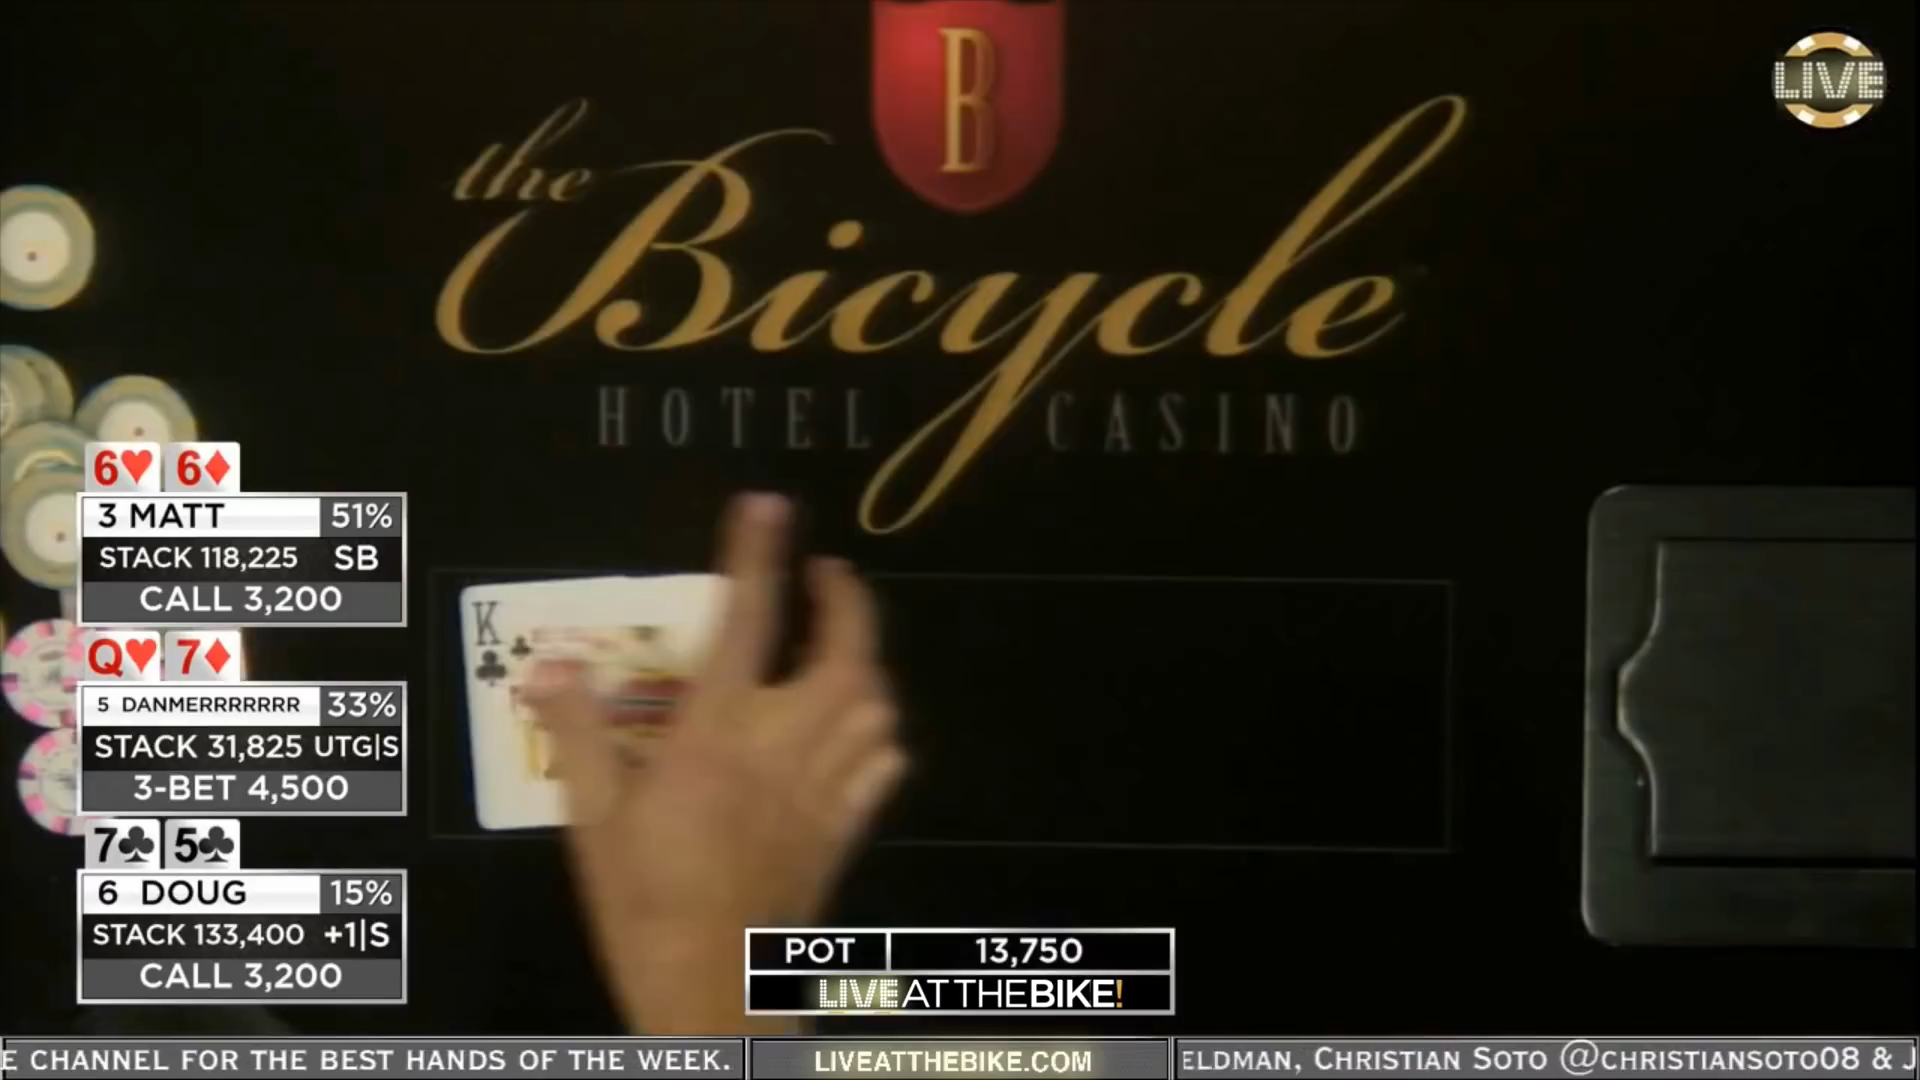 B
LIVE
the
Bicycle
HOTEL CASINO
6♥ 6♦
3 MATT 51%
STACK 118,225 SB
CALL 3,200
K
Q♥ 7♦
5 DANMERRRRRRR 33%
STACK 31,825 UTG|S
3-BET 4,500
7♣ 5♣
6 DOUG 15%
STACK 133,400 +1|S
CALL 3,200
POT 13,750
LIVEATTHEBIKE!
E CHANNEL FOR THE BEST HANDS OF THE WEEK.
LIVEATTHEBIKE.COM
ELDMAN, CHRISTIAN SOTO @CHRISTIANSOTO08 & J